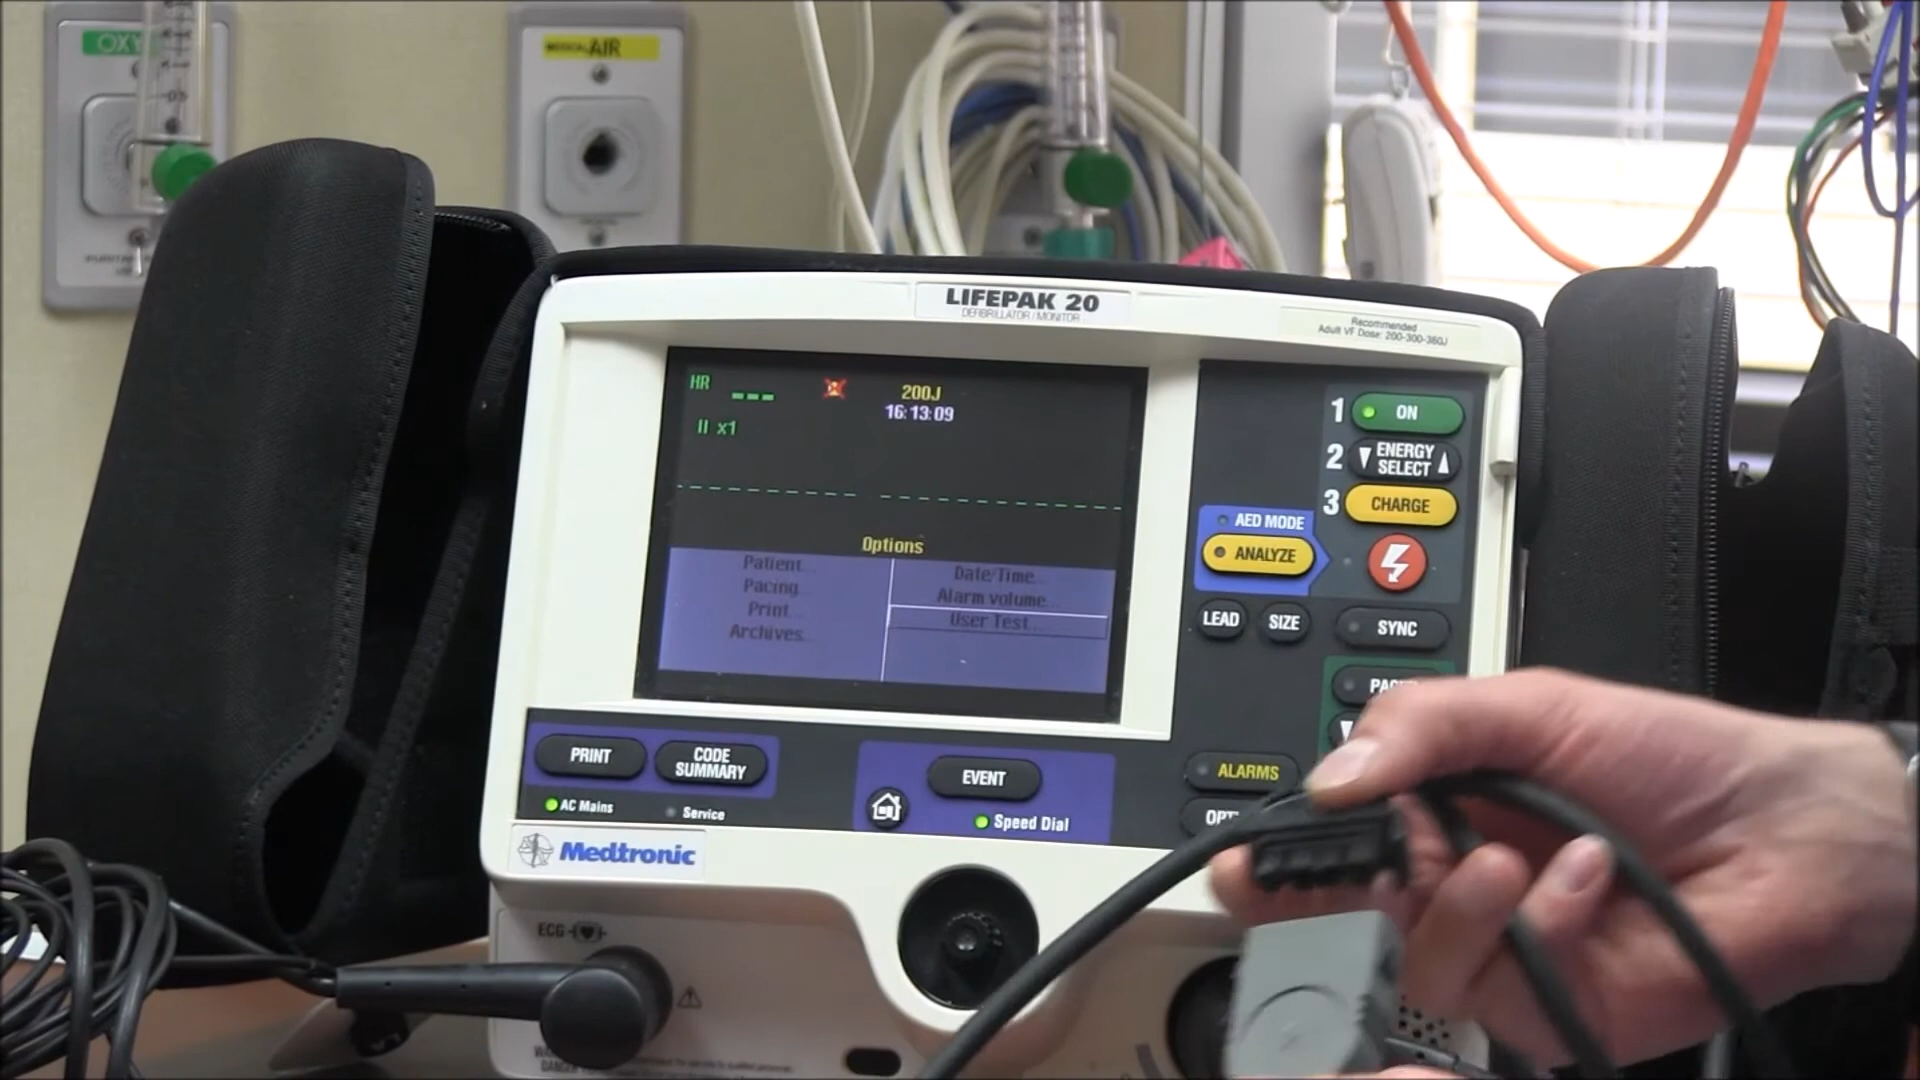 OXY
MEDICAL AIR
LIFEPAK 20
DEFIBRILLATOR/MONITOR
Recommended
Adult VF Dose: 200-300-360J
HR
---
200J
16:13:09
II x1
Options
Patient...
Pacing...
Print...
Archives...
Date/Time...
Alarm volume...
User Test...
1 ON
2 ENERGY SELECT
3 CHARGE
AED MODE
ANALYZE
LEAD
SIZE
SYNC
PRINT
CODE SUMMARY
EVENT
ALARMS
AC Mains
Service
Speed Dial
OPTI
Medtronic
ECG